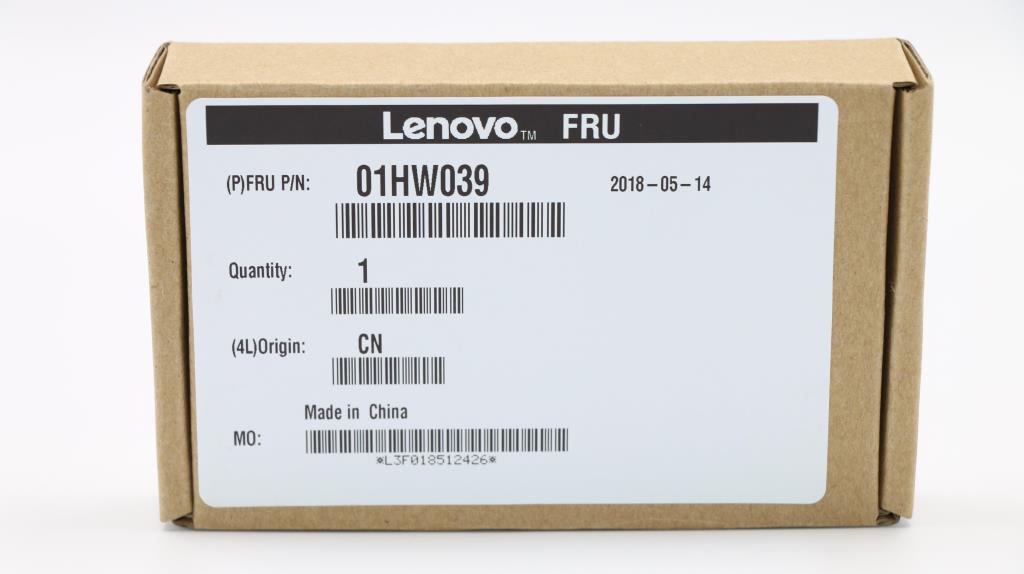 Lenovo™ FRU
(P)FRU P/N: 01HW039 2018-05-14
Quantity: 1
(4L)Origin: CN
Made in China
MO:
*L3F018512426*